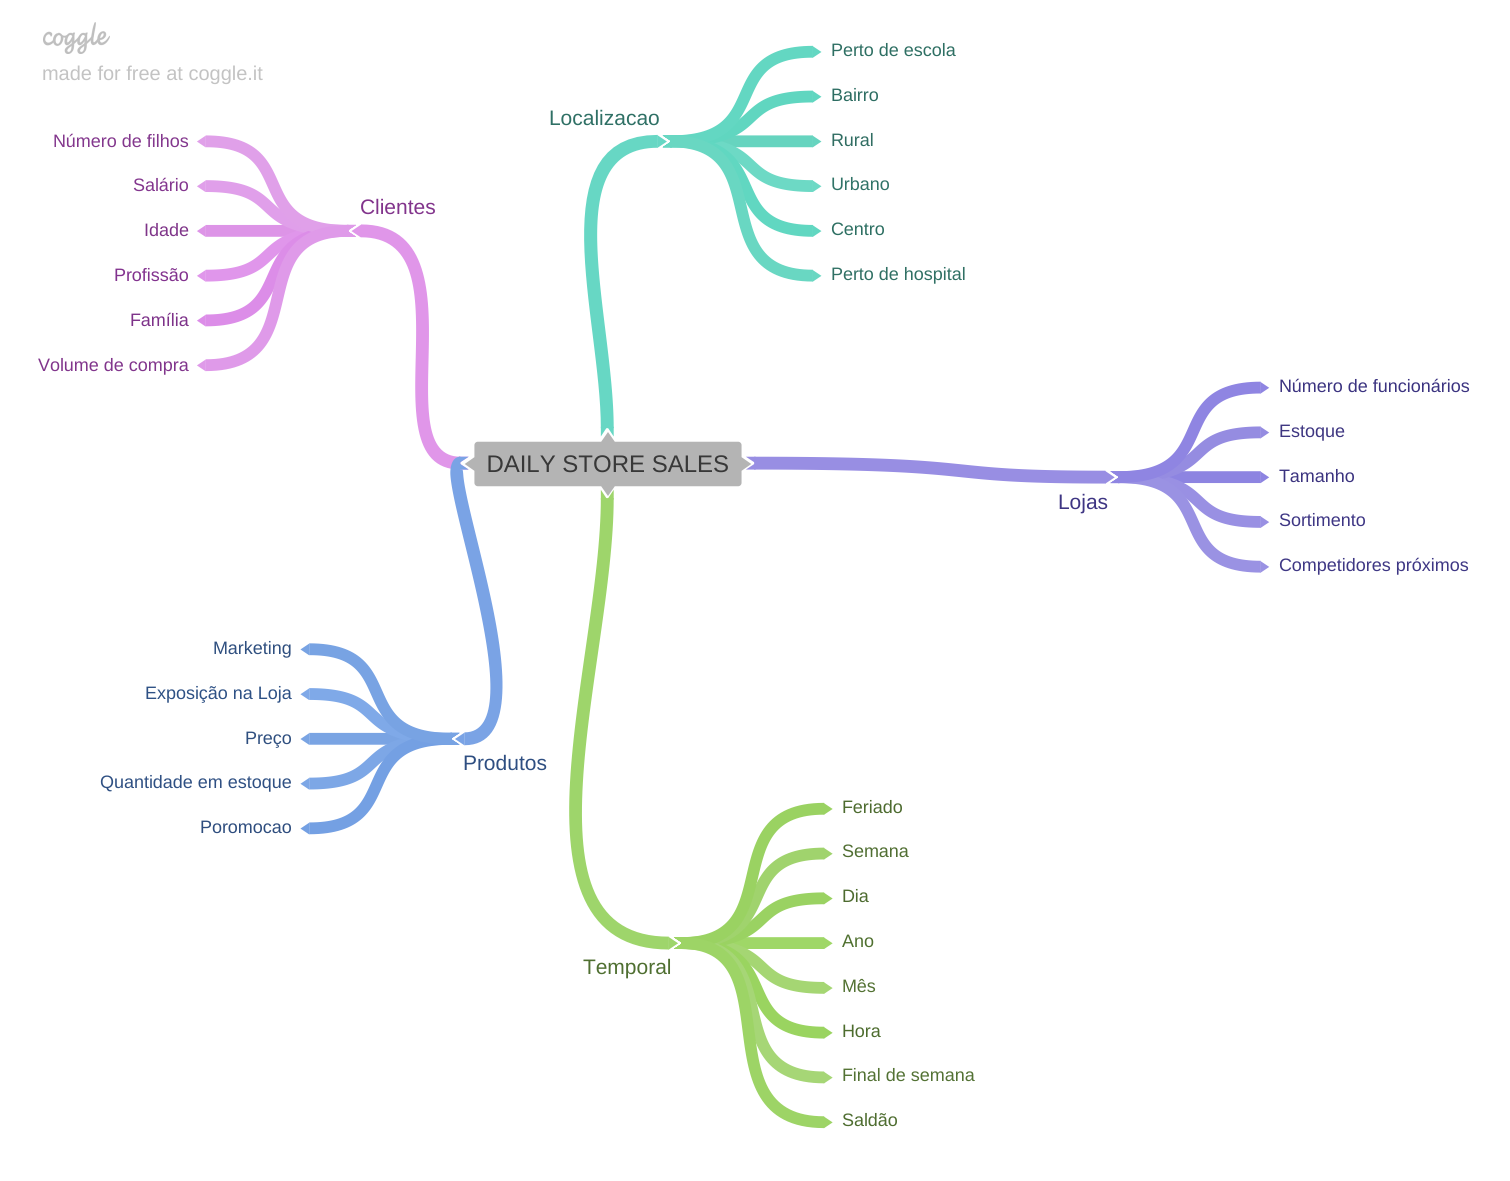 coggle
made for free at coggle.it
Clientes
Número de filhos
Salário
Idade
Profissão
Família
Volume de compra
Localizacao
Perto de escola
Bairro
Rural
Urbano
Centro
Perto de hospital
DAILY STORE SALES
Lojas
Número de funcionários
Estoque
Tamanho
Sortimento
Competidores próximos
Produtos
Marketing
Exposição na Loja
Preço
Quantidade em estoque
Poromocao
Temporal
Feriado
Semana
Dia
Ano
Mês
Hora
Final de semana
Saldão